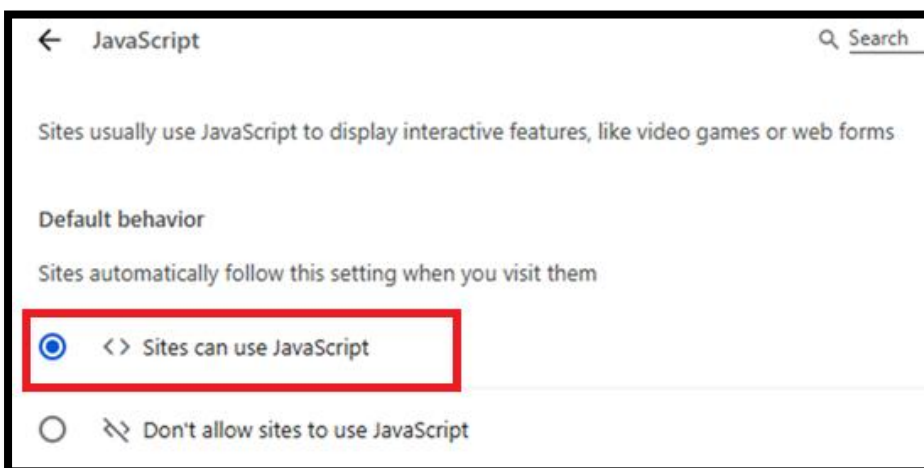 JavaScript
Search
Sites usually use JavaScript to display interactive features, like video games or web forms
Default behavior
Sites automatically follow this setting when you visit them
Sites can use JavaScript
Don't allow sites to use JavaScript